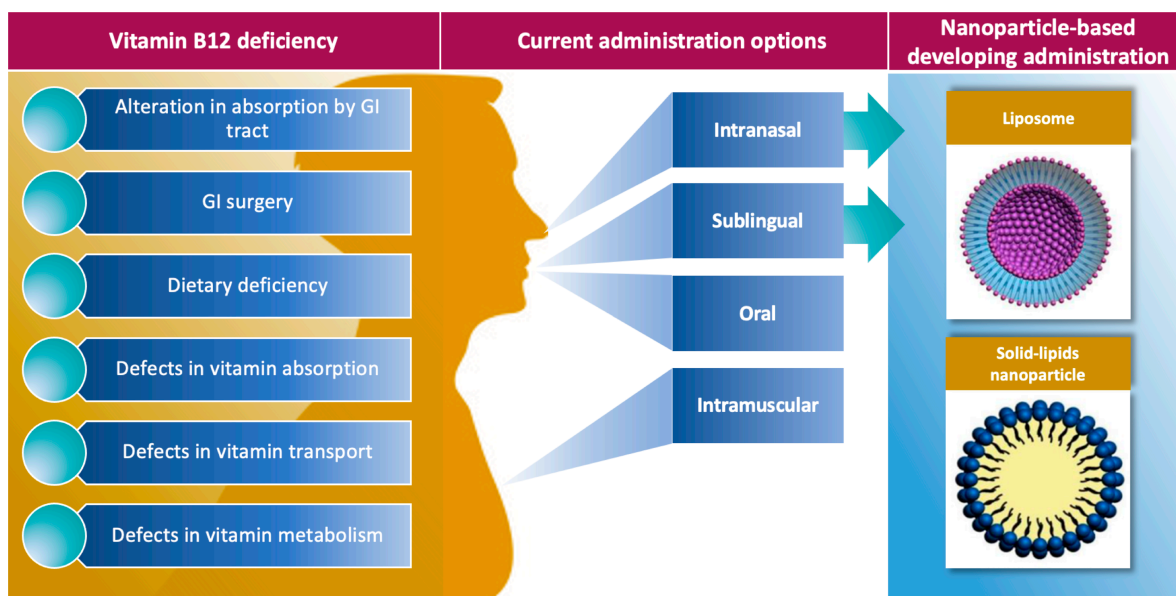 Vitamin B12 deficiency
Current administration options
Nanoparticle-based
developing administration
Alteration in absorption by GI
tract
GI surgery
Dietary deficiency
Defects in vitamin absorption
Defects in vitamin transport
Defects in vitamin metabolism
Intranasal
Sublingual
Oral
Intramuscular
Liposome
Solid-lipids
nanoparticle